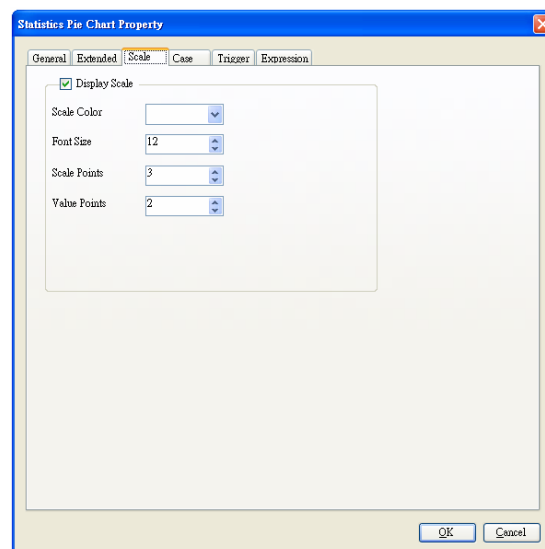 Statistics Pie Chart Property
General Extended Scale Case Trigger Expression
Display Scale
Scale Color
Font Size 12
Scale Points 3
Value Points 2
OK Cancel